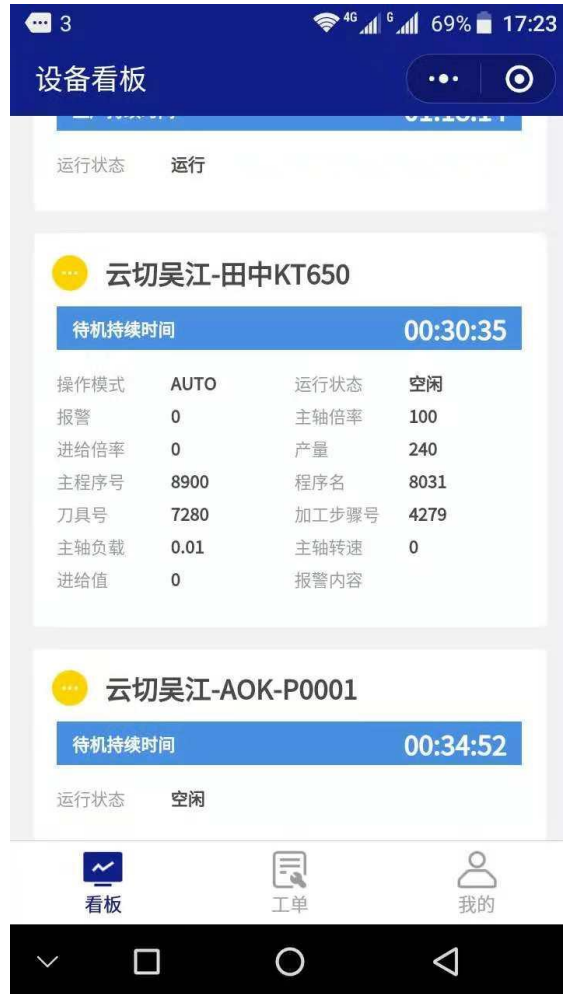 3 4G G 69% 17:23
设备看板
运行状态 运行
云切吴江-田中KT650
待机持续时间 00:30:35
操作模式 AUTO 运行状态 空闲
报警 0 主轴倍率 100
进给倍率 0 产量 240
主程序号 8900 程序名 8031
刀具号 7280 加工步骤号 4279
主轴负载 0.01 主轴转速 0
进给值 0 报警内容
云切吴江-AOK-P0001
待机持续时间 00:34:52
运行状态 空闲
看板 工单 我的